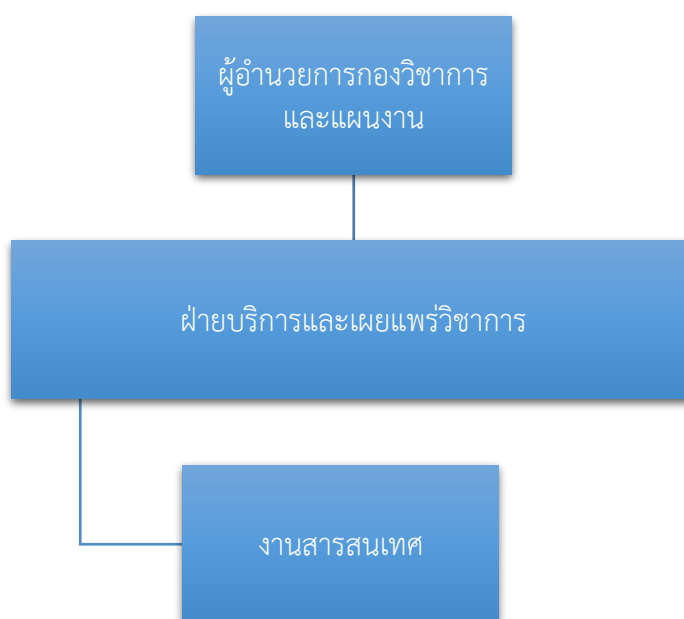 ผู้อำนวยการกองวิชาการ
และแผนงาน
ฝ่ายบริการและเผยแพร่วิชาการ
งานสารสนเทศ